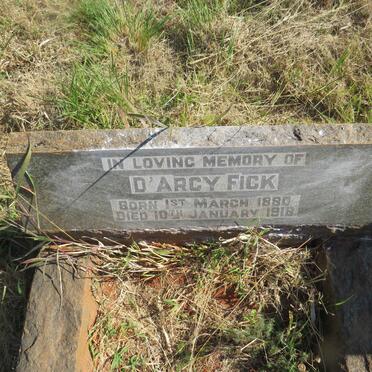 IN LOVING MEMORY OF
D'ARCY FICK
BORN 1ST MARCH 1880
DIED 10TH JANUARY 1918